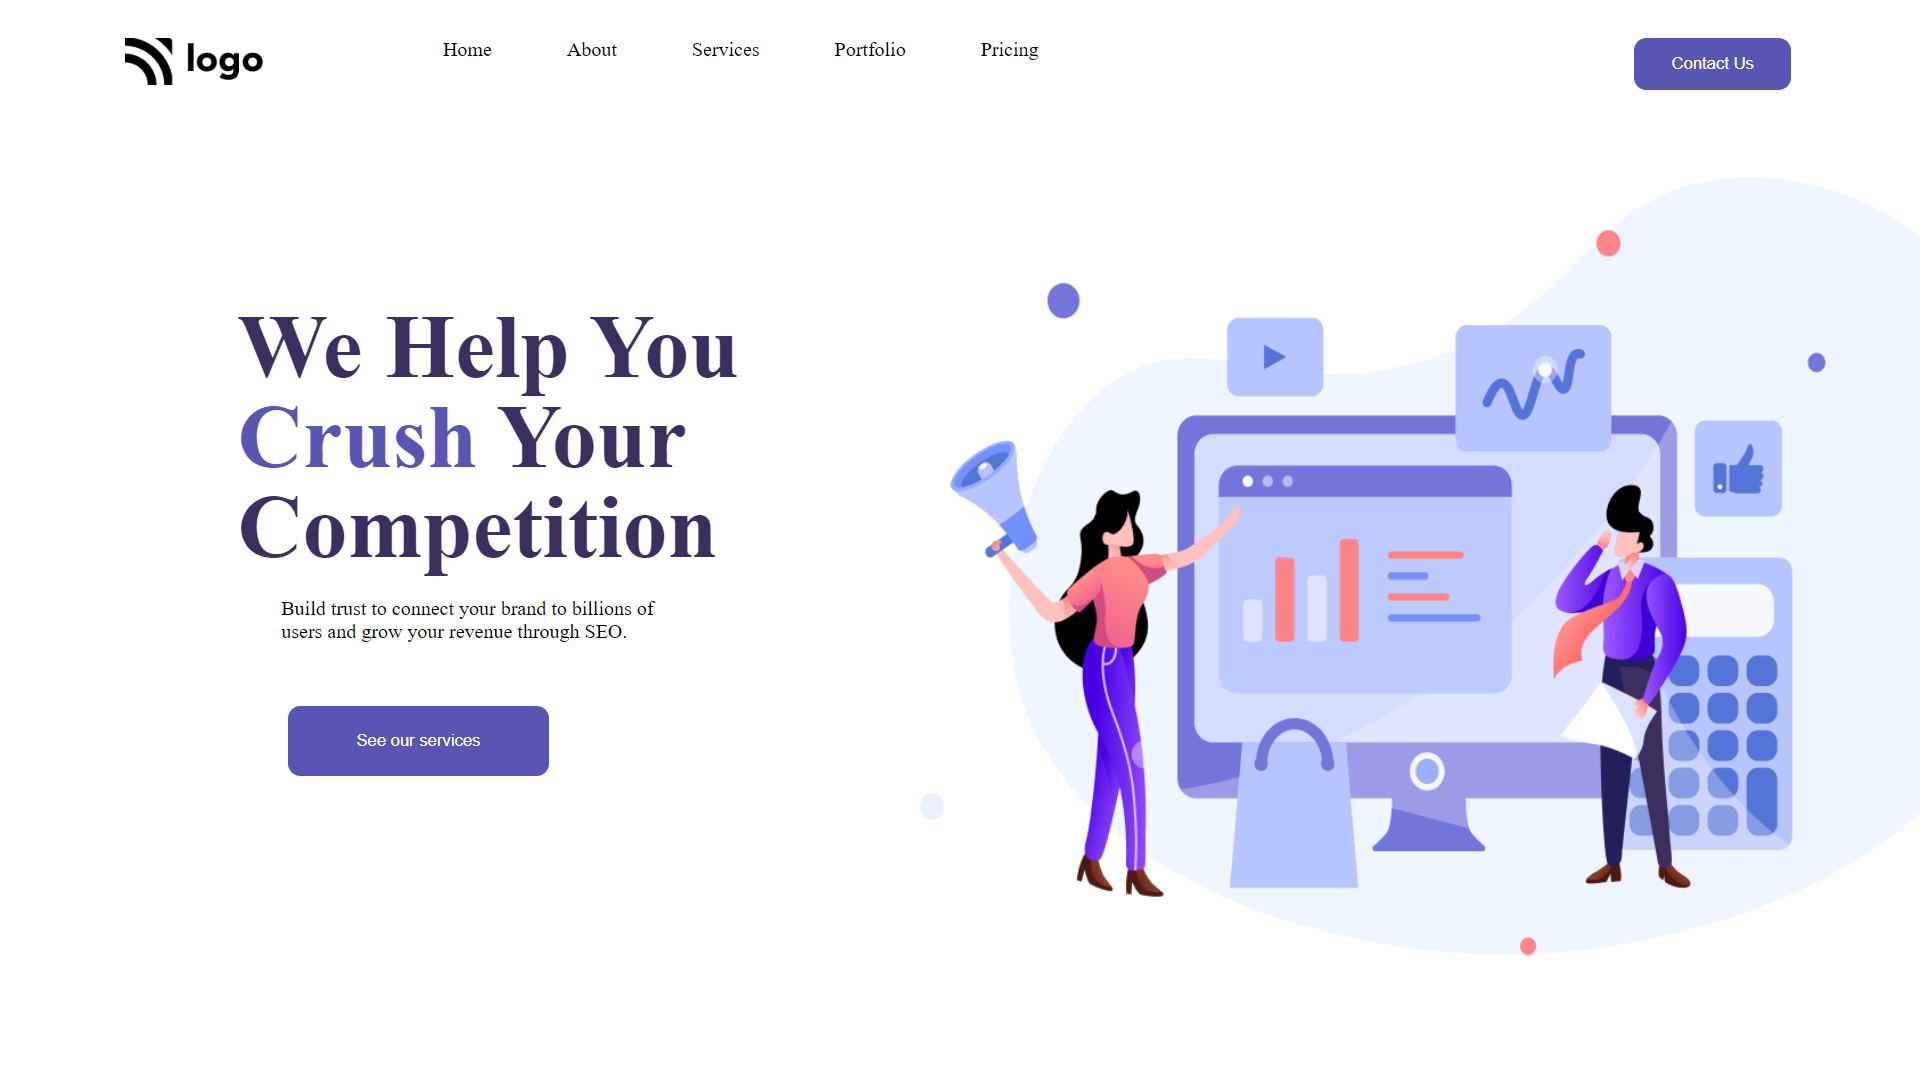 logo
Home
About
Services
Portfolio
Pricing
Contact Us
We Help You
Crush Your
Competition
Build trust to connect your brand to billions of
users and grow your revenue through SEO.
See our services